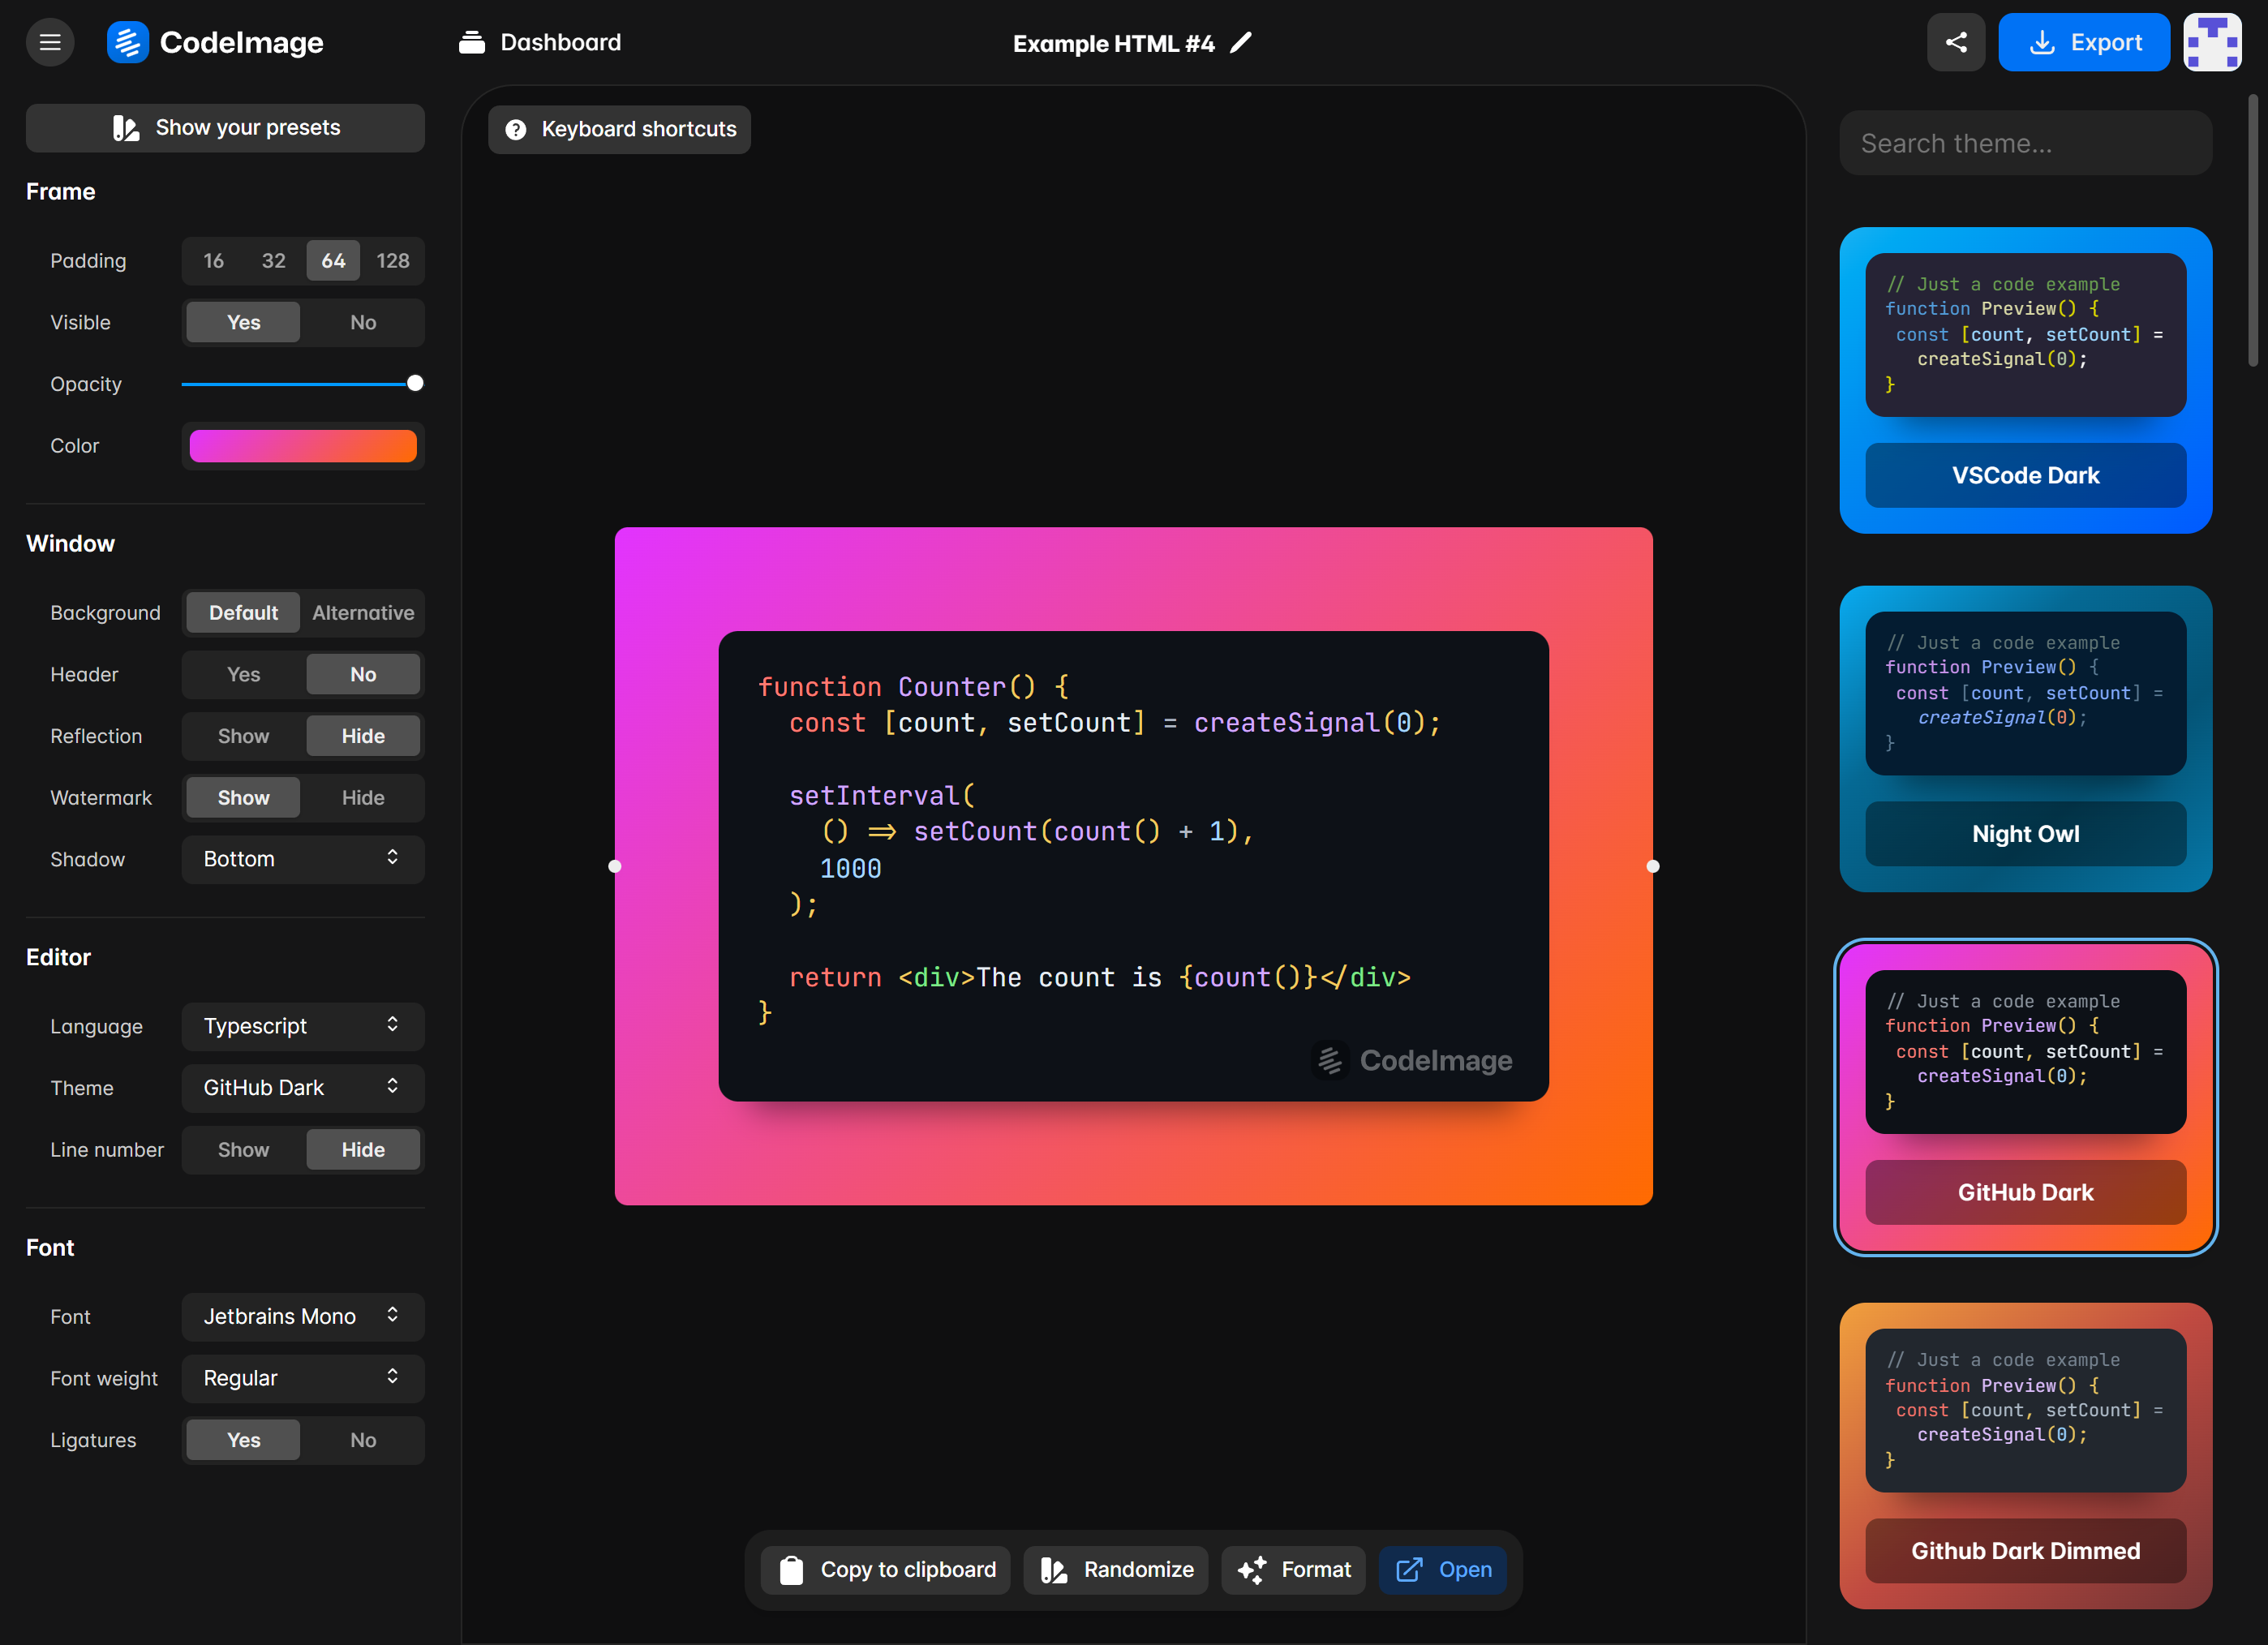 CodeImage
Dashboard
Example HTML #4
Export
Show your presets
Frame
Padding 16 32 64 128
Visible Yes No
Opacity
Color
Window
Background Default Alternative
Header Yes No
Reflection Show Hide
Watermark Show Hide
Shadow Bottom
Editor
Language Typescript
Theme GitHub Dark
Line number Show Hide
Font
Font Jetbrains Mono
Font weight Regular
Ligatures Yes No
Keyboard shortcuts
function Counter() {
  const [count, setCount] = createSignal(0);
  setInterval(
    () => setCount(count() + 1),
    1000
  );
  return <div>The count is {count()}</div>
}
CodeImage
Copy to clipboard
Randomize
Format
Open
Search theme...
// Just a code example
function Preview() {
 const [count, setCount] =
   createSignal(0);
}
VSCode Dark
// Just a code example
function Preview() {
 const [count, setCount] =
   createSignal(0);
}
Night Owl
// Just a code example
function Preview() {
 const [count, setCount] =
   createSignal(0);
}
GitHub Dark
// Just a code example
function Preview() {
 const [count, setCount] =
   createSignal(0);
}
Github Dark Dimmed